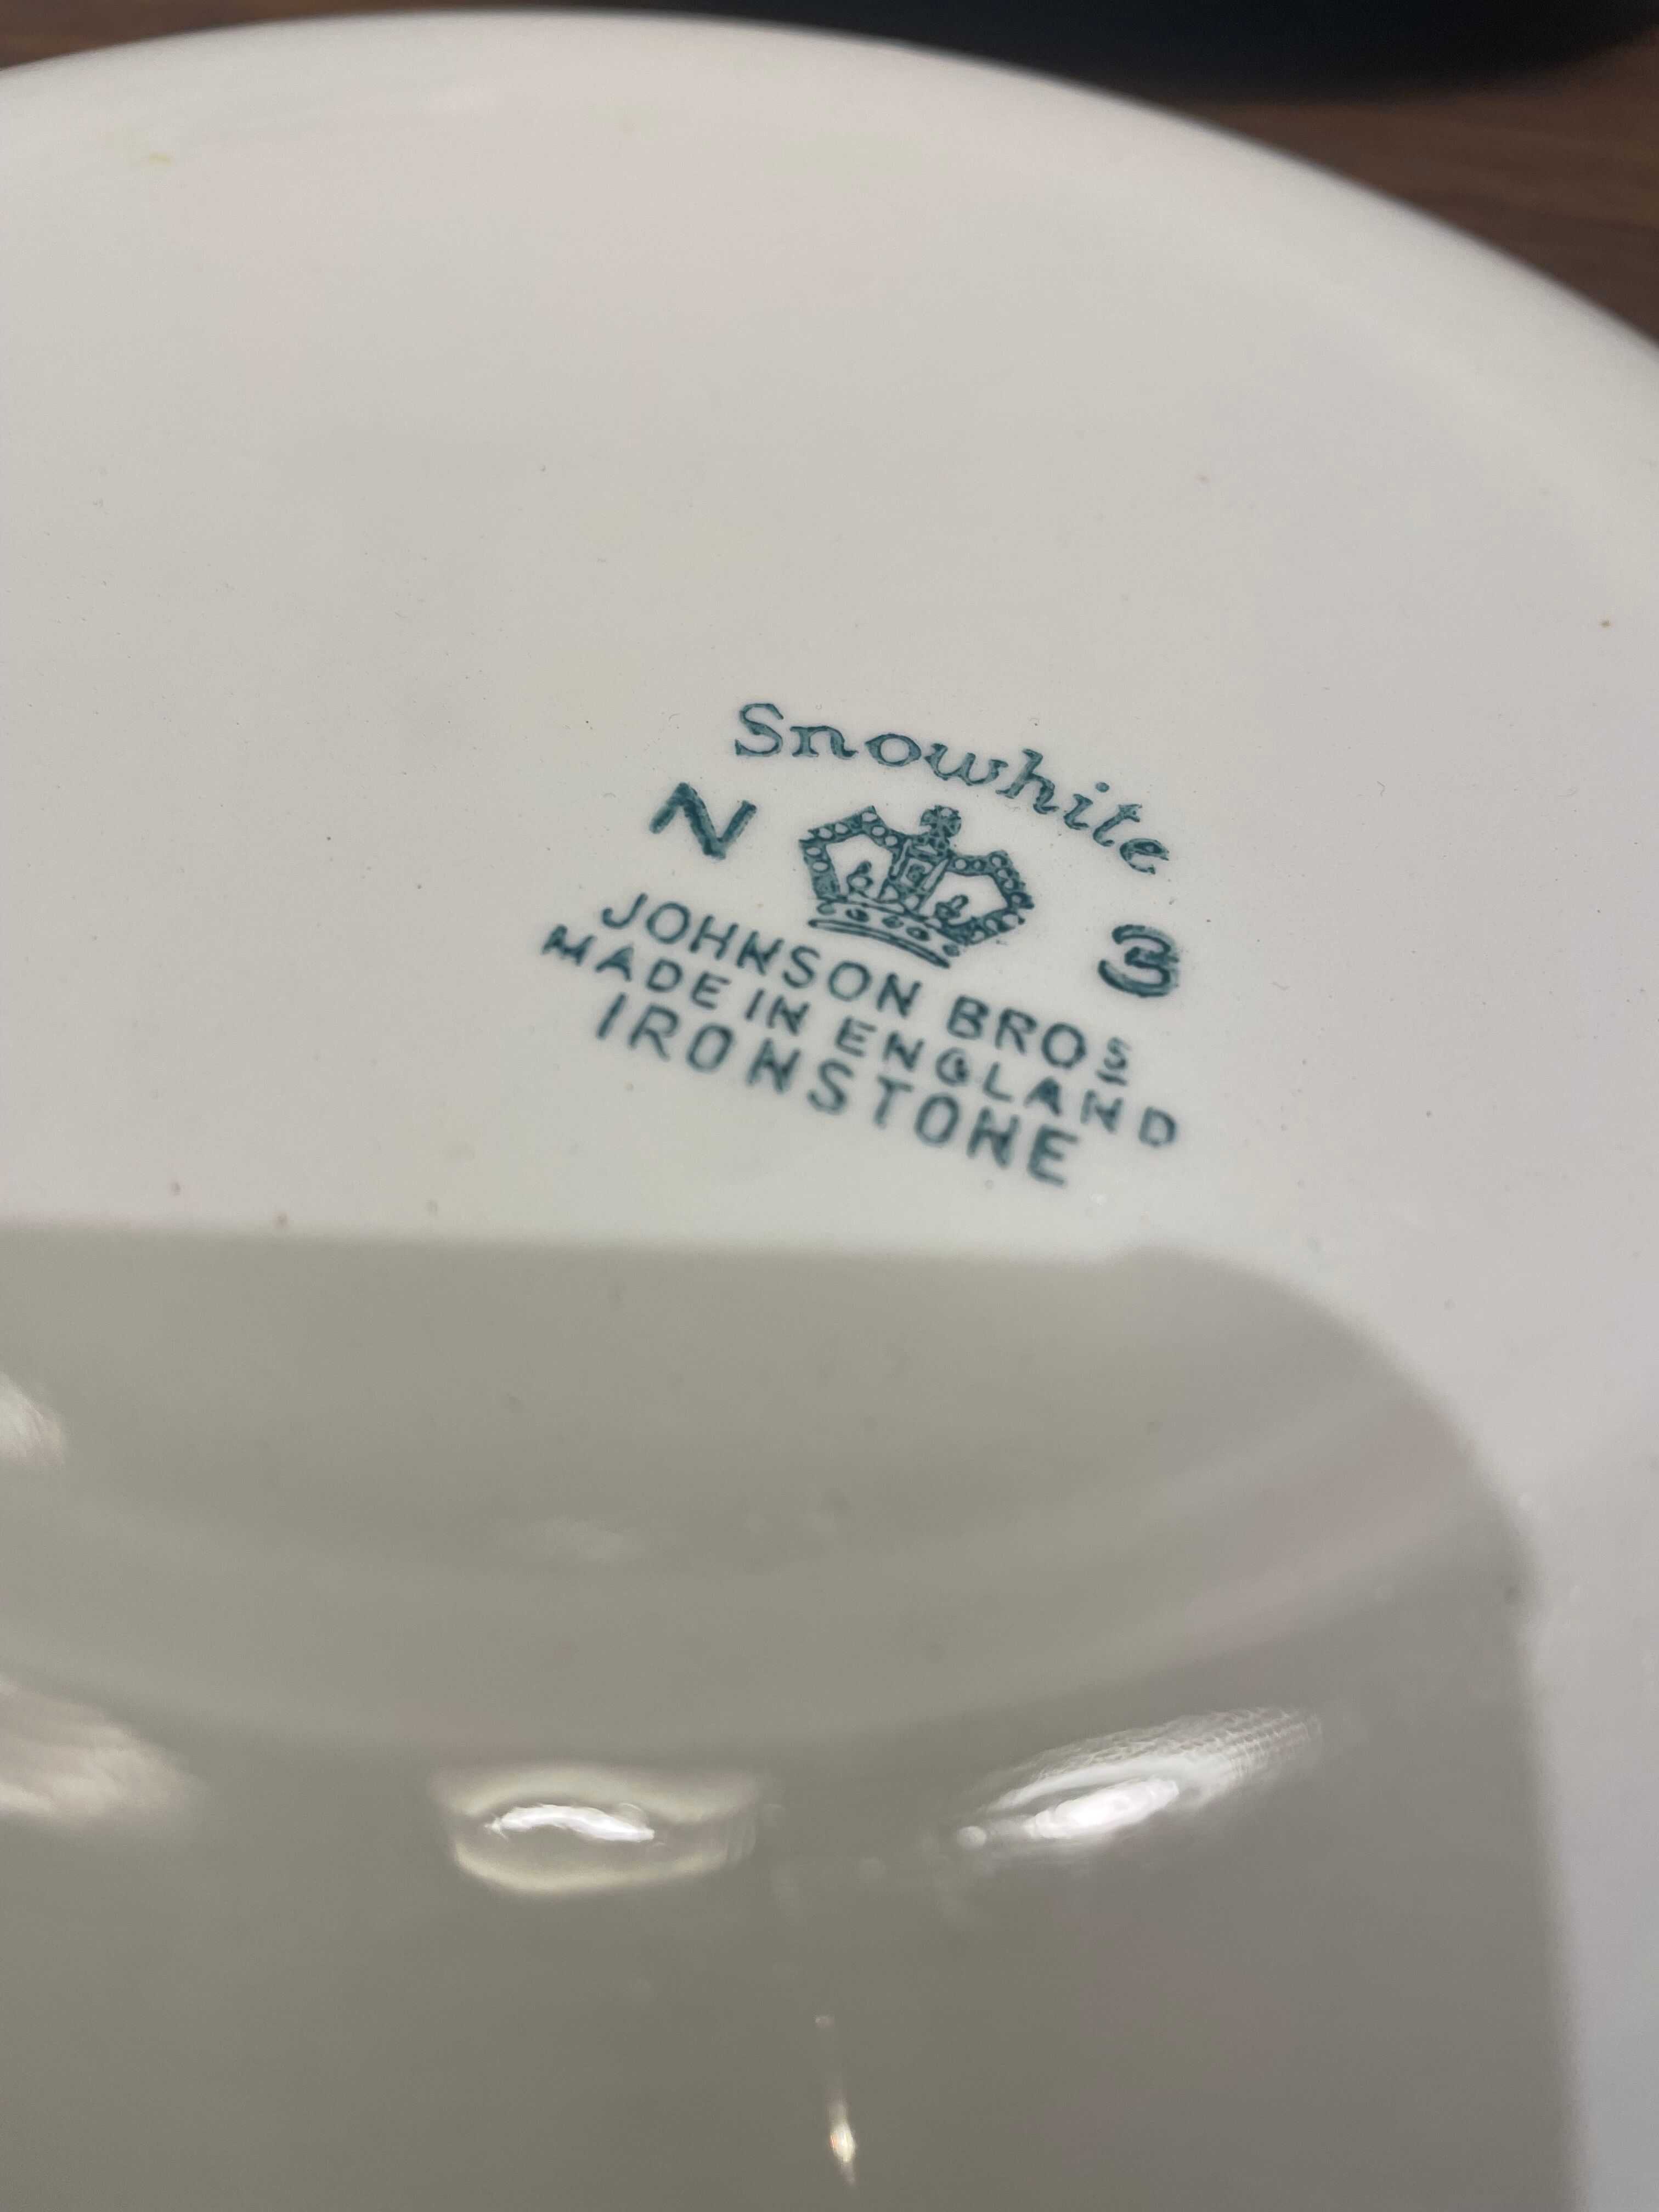 Snowhite
N 3
JOHNSON BROS
MADE IN ENGLAND
IRONSTONE